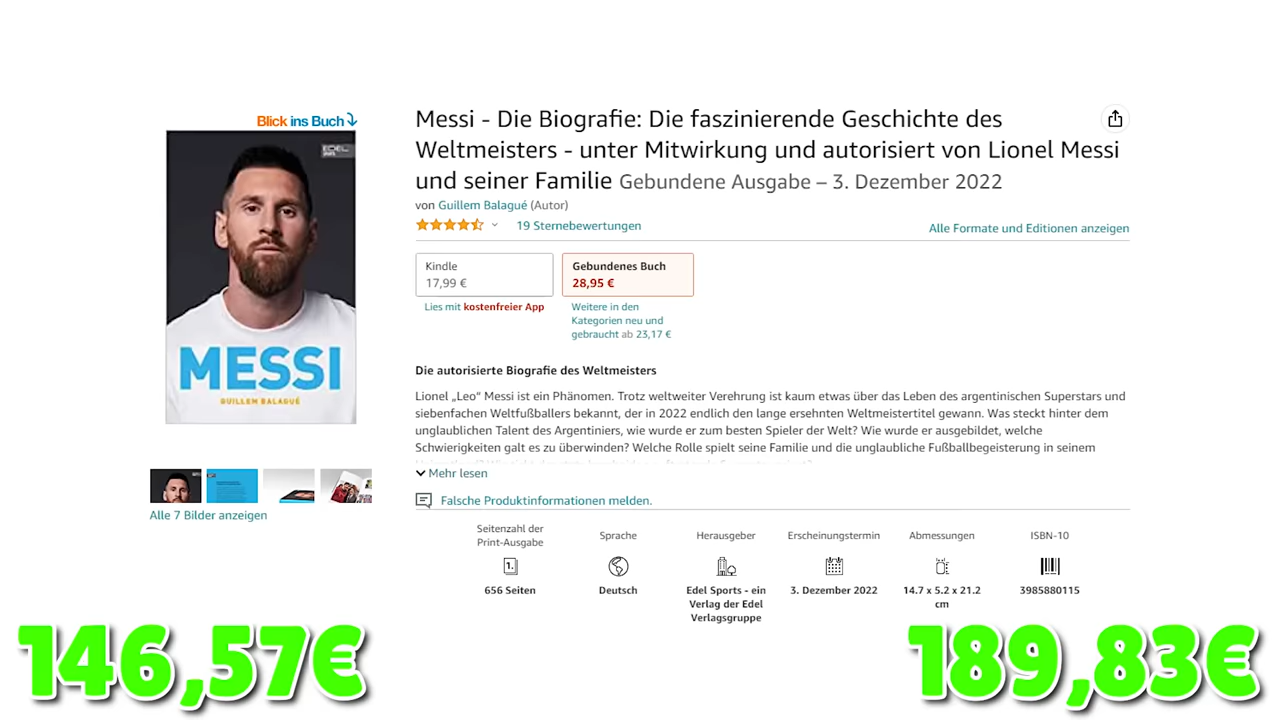 Blick ins Buch
EDEL
MESSI
GUILLEM BALAGUÉ
Alle 7 Bilder anzeigen
Messi - Die Biografie: Die faszinierende Geschichte des
Weltmeisters - unter Mitwirkung und autorisiert von Lionel Messi
und seiner Familie Gebundene Ausgabe – 3. Dezember 2022
von Guillem Balagué (Autor)
19 Sternebewertungen
Alle Formate und Editionen anzeigen
Kindle
17,99 €
Gebundenes Buch
28,95 €
Lies mit kostenfreier App
Weitere in den
Kategorien neu und
gebraucht ab 23,17 €
Die autorisierte Biografie des Weltmeisters
Lionel „Leo“ Messi ist ein Phänomen. Trotz weltweiter Verehrung ist kaum etwas über das Leben des argentinischen Superstars und
siebenfachen Weltfußballers bekannt, der in 2022 endlich den lange ersehnten Weltmeistertitel gewann. Was steckt hinter dem
unglaublichen Talent des Argentiniers, wie wurde er zum besten Spieler der Welt? Wie wurde er ausgebildet, welche
Schwierigkeiten galt es zu überwinden? Welche Rolle spielt seine Familie und die unglaubliche Fußballbegeisterung in seinem
Mehr lesen
Falsche Produktinformationen melden.
Seitenzahl der
Print-Ausgabe
656 Seiten
Sprache
Deutsch
Herausgeber
Edel Sports - ein
Verlag der Edel
Verlagsgruppe
Erscheinungstermin
3. Dezember 2022
Abmessungen
14.7 x 5.2 x 21.2
cm
ISBN-10
3985880115
146,57€
189,83€